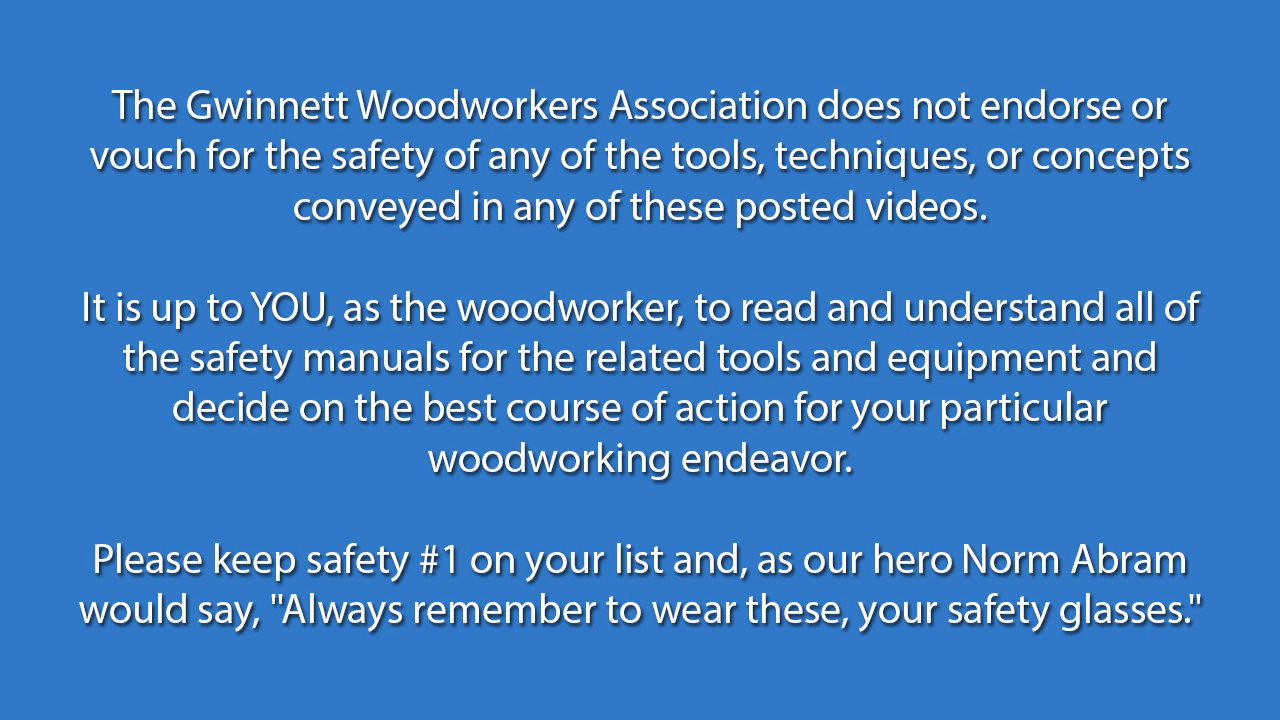 The Gwinnett Woodworkers Association does not endorse or
vouch for the safety of any of the tools, techniques, or concepts
conveyed in any of these posted videos.
It is up to YOU, as the woodworker, to read and understand all of
the safety manuals for the related tools and equipment and
decide on the best course of action for your particular
woodworking endeavor.
Please keep safety #1 on your list and, as our hero Norm Abram
would say, "Always remember to wear these, your safety glasses."